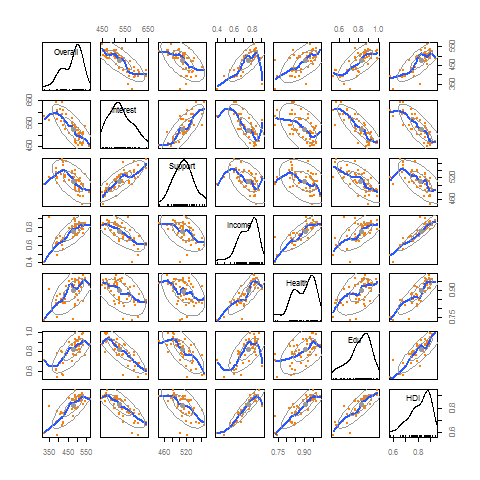 450 550 650
0.4 0.6 0.8
0.6 0.8 1.0
Overall
350 450 550
Interest
450 550 650
Support
460 520
Income
0.4 0.6 0.8
Health
0.75 0.90
Edu
0.6 0.8 1.0
HDI
0.6 0.8
350 450 550
460 520
0.75 0.90
0.6 0.8